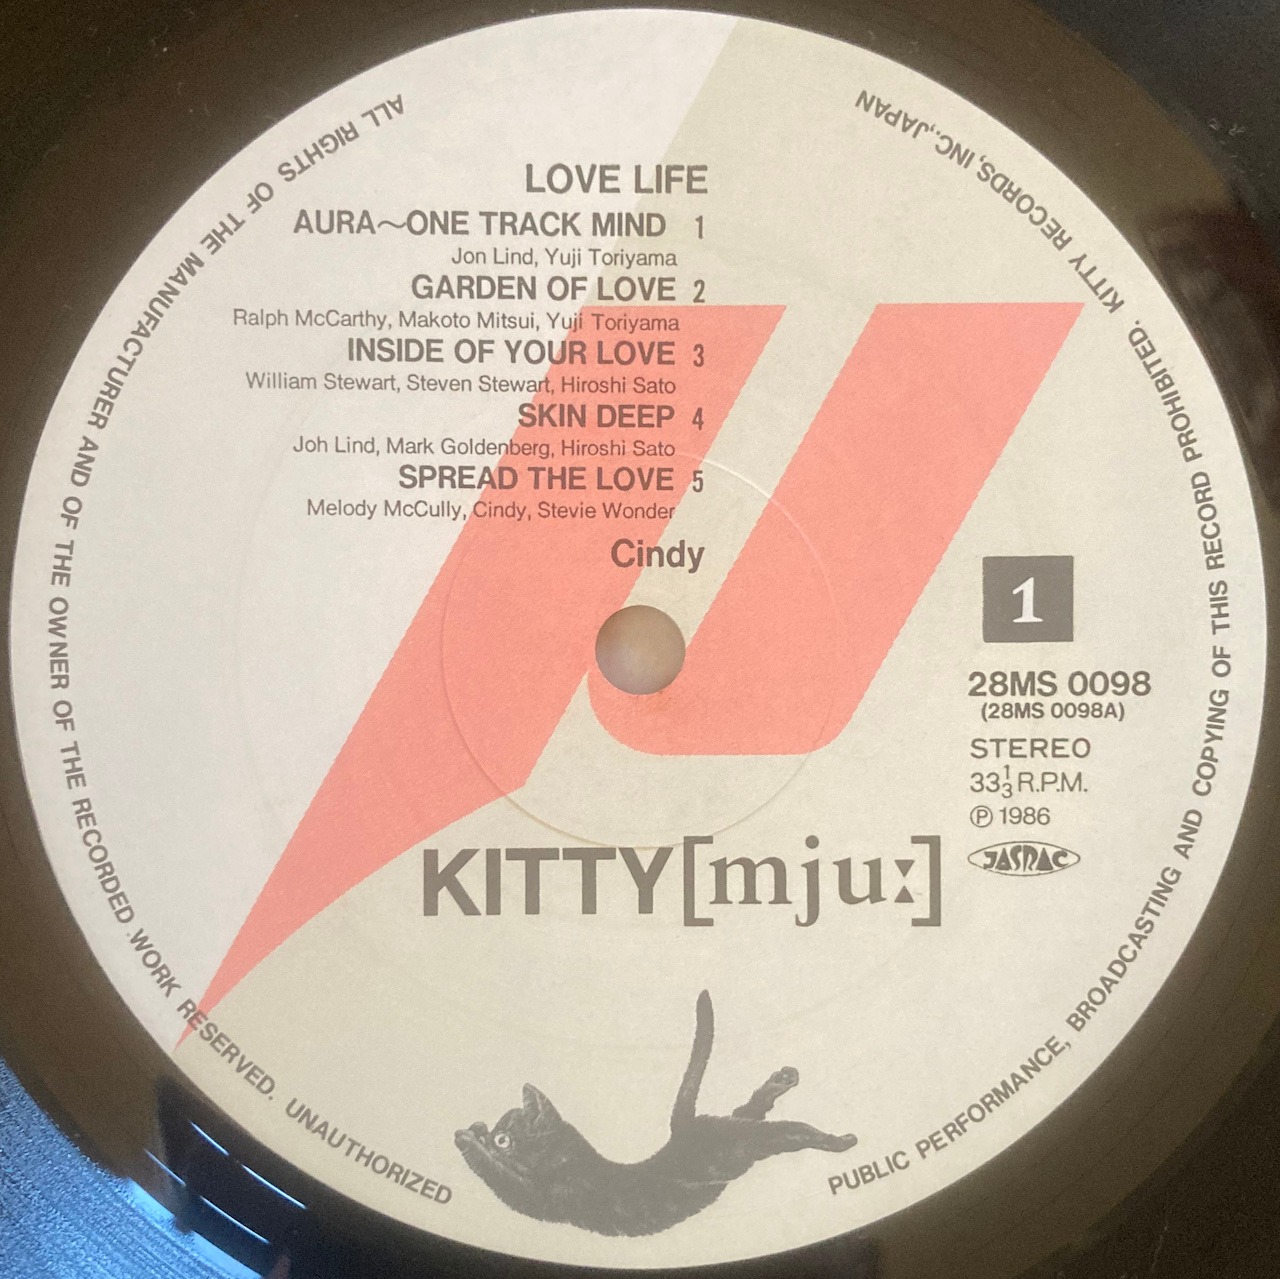 LOVE LIFE
AURA～ONE TRACK MIND 1
Jon Lind, Yuji Toriyama
GARDEN OF LOVE 2
Ralph McCarthy, Makoto Mitsui, Yuji Toriyama
INSIDE OF YOUR LOVE 3
William Stewart, Steven Stewart, Hiroshi Sato
SKIN DEEP 4
Joh Lind, Mark Goldenberg, Hiroshi Sato
SPREAD THE LOVE 5
Melody McCully, Cindy, Stevie Wonder
Cindy
1
28MS 0098
(28MS 0098A)
STEREO
33⅓ R.P.M.
Ⓟ 1986
JASRAC
KITTY[mju:]
ALL RIGHTS OF THE MANUFACTURER AND OF THE OWNER OF THE RECORDED WORK RESERVED. UNAUTHORIZED
PUBLIC PERFORMANCE, BROADCASTING AND COPYING OF THIS RECORD PROHIBITED. KITTY RECORDS, INC., JAPAN